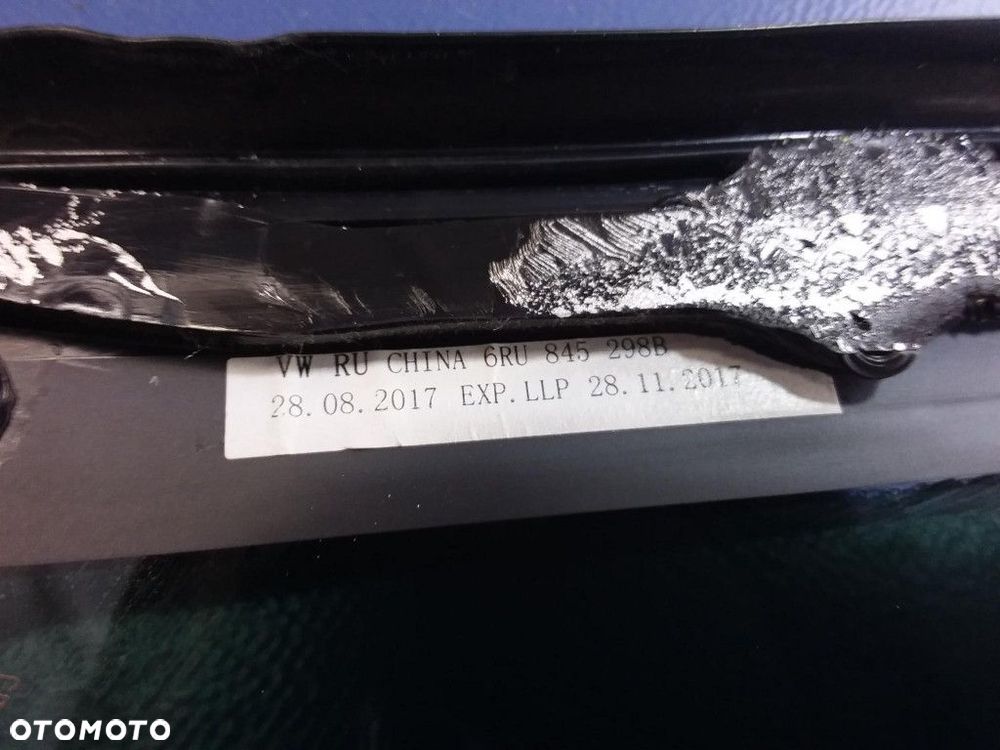 VW RU CHINA 6RU 845 298B
28.08.2017 EXP.LLP 28.11.2017
OTOMOTO